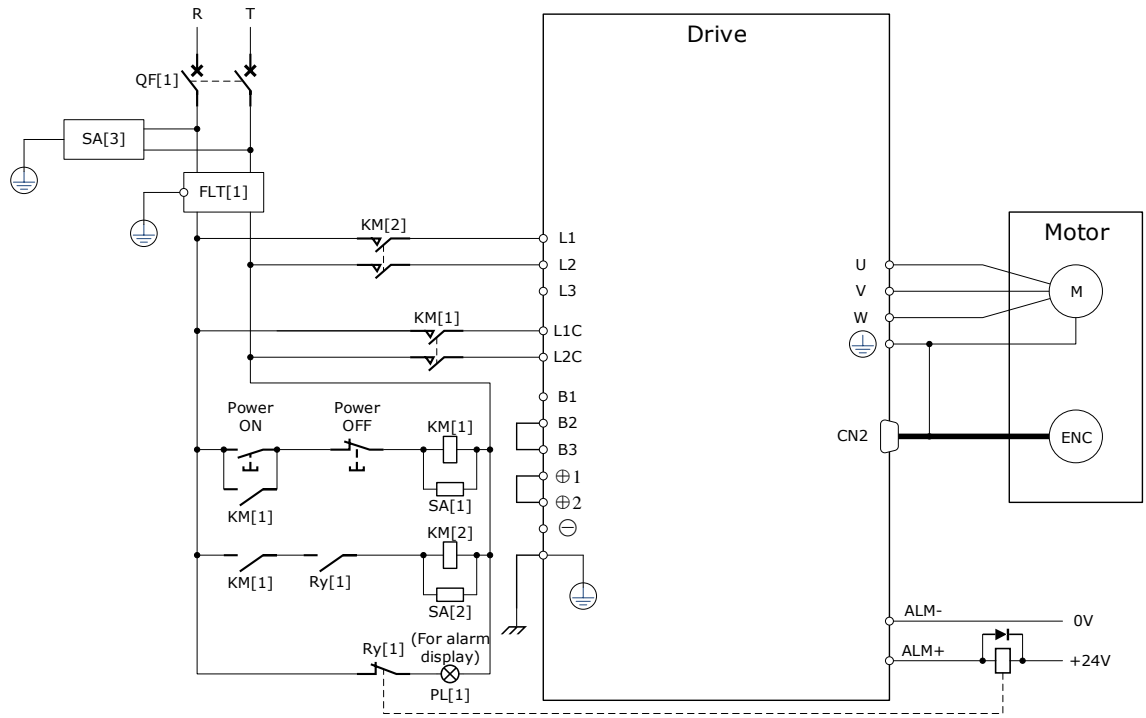 R
T
Drive
QF[1]
SA[3]
FLT[1]
KM[2]
L1
L2
L3
KM[1]
L1C
L2C
Motor
U
V
W
M
Power
ON
Power
OFF
KM[1]
B1
B2
B3
CN2
ENC
KM[1]
SA[1]
⊕1
⊕2
⊖
KM[2]
KM[1]
Ry[1]
SA[2]
Ry[1]
(For alarm
display)
PL[1]
ALM-
0V
ALM+
+24V